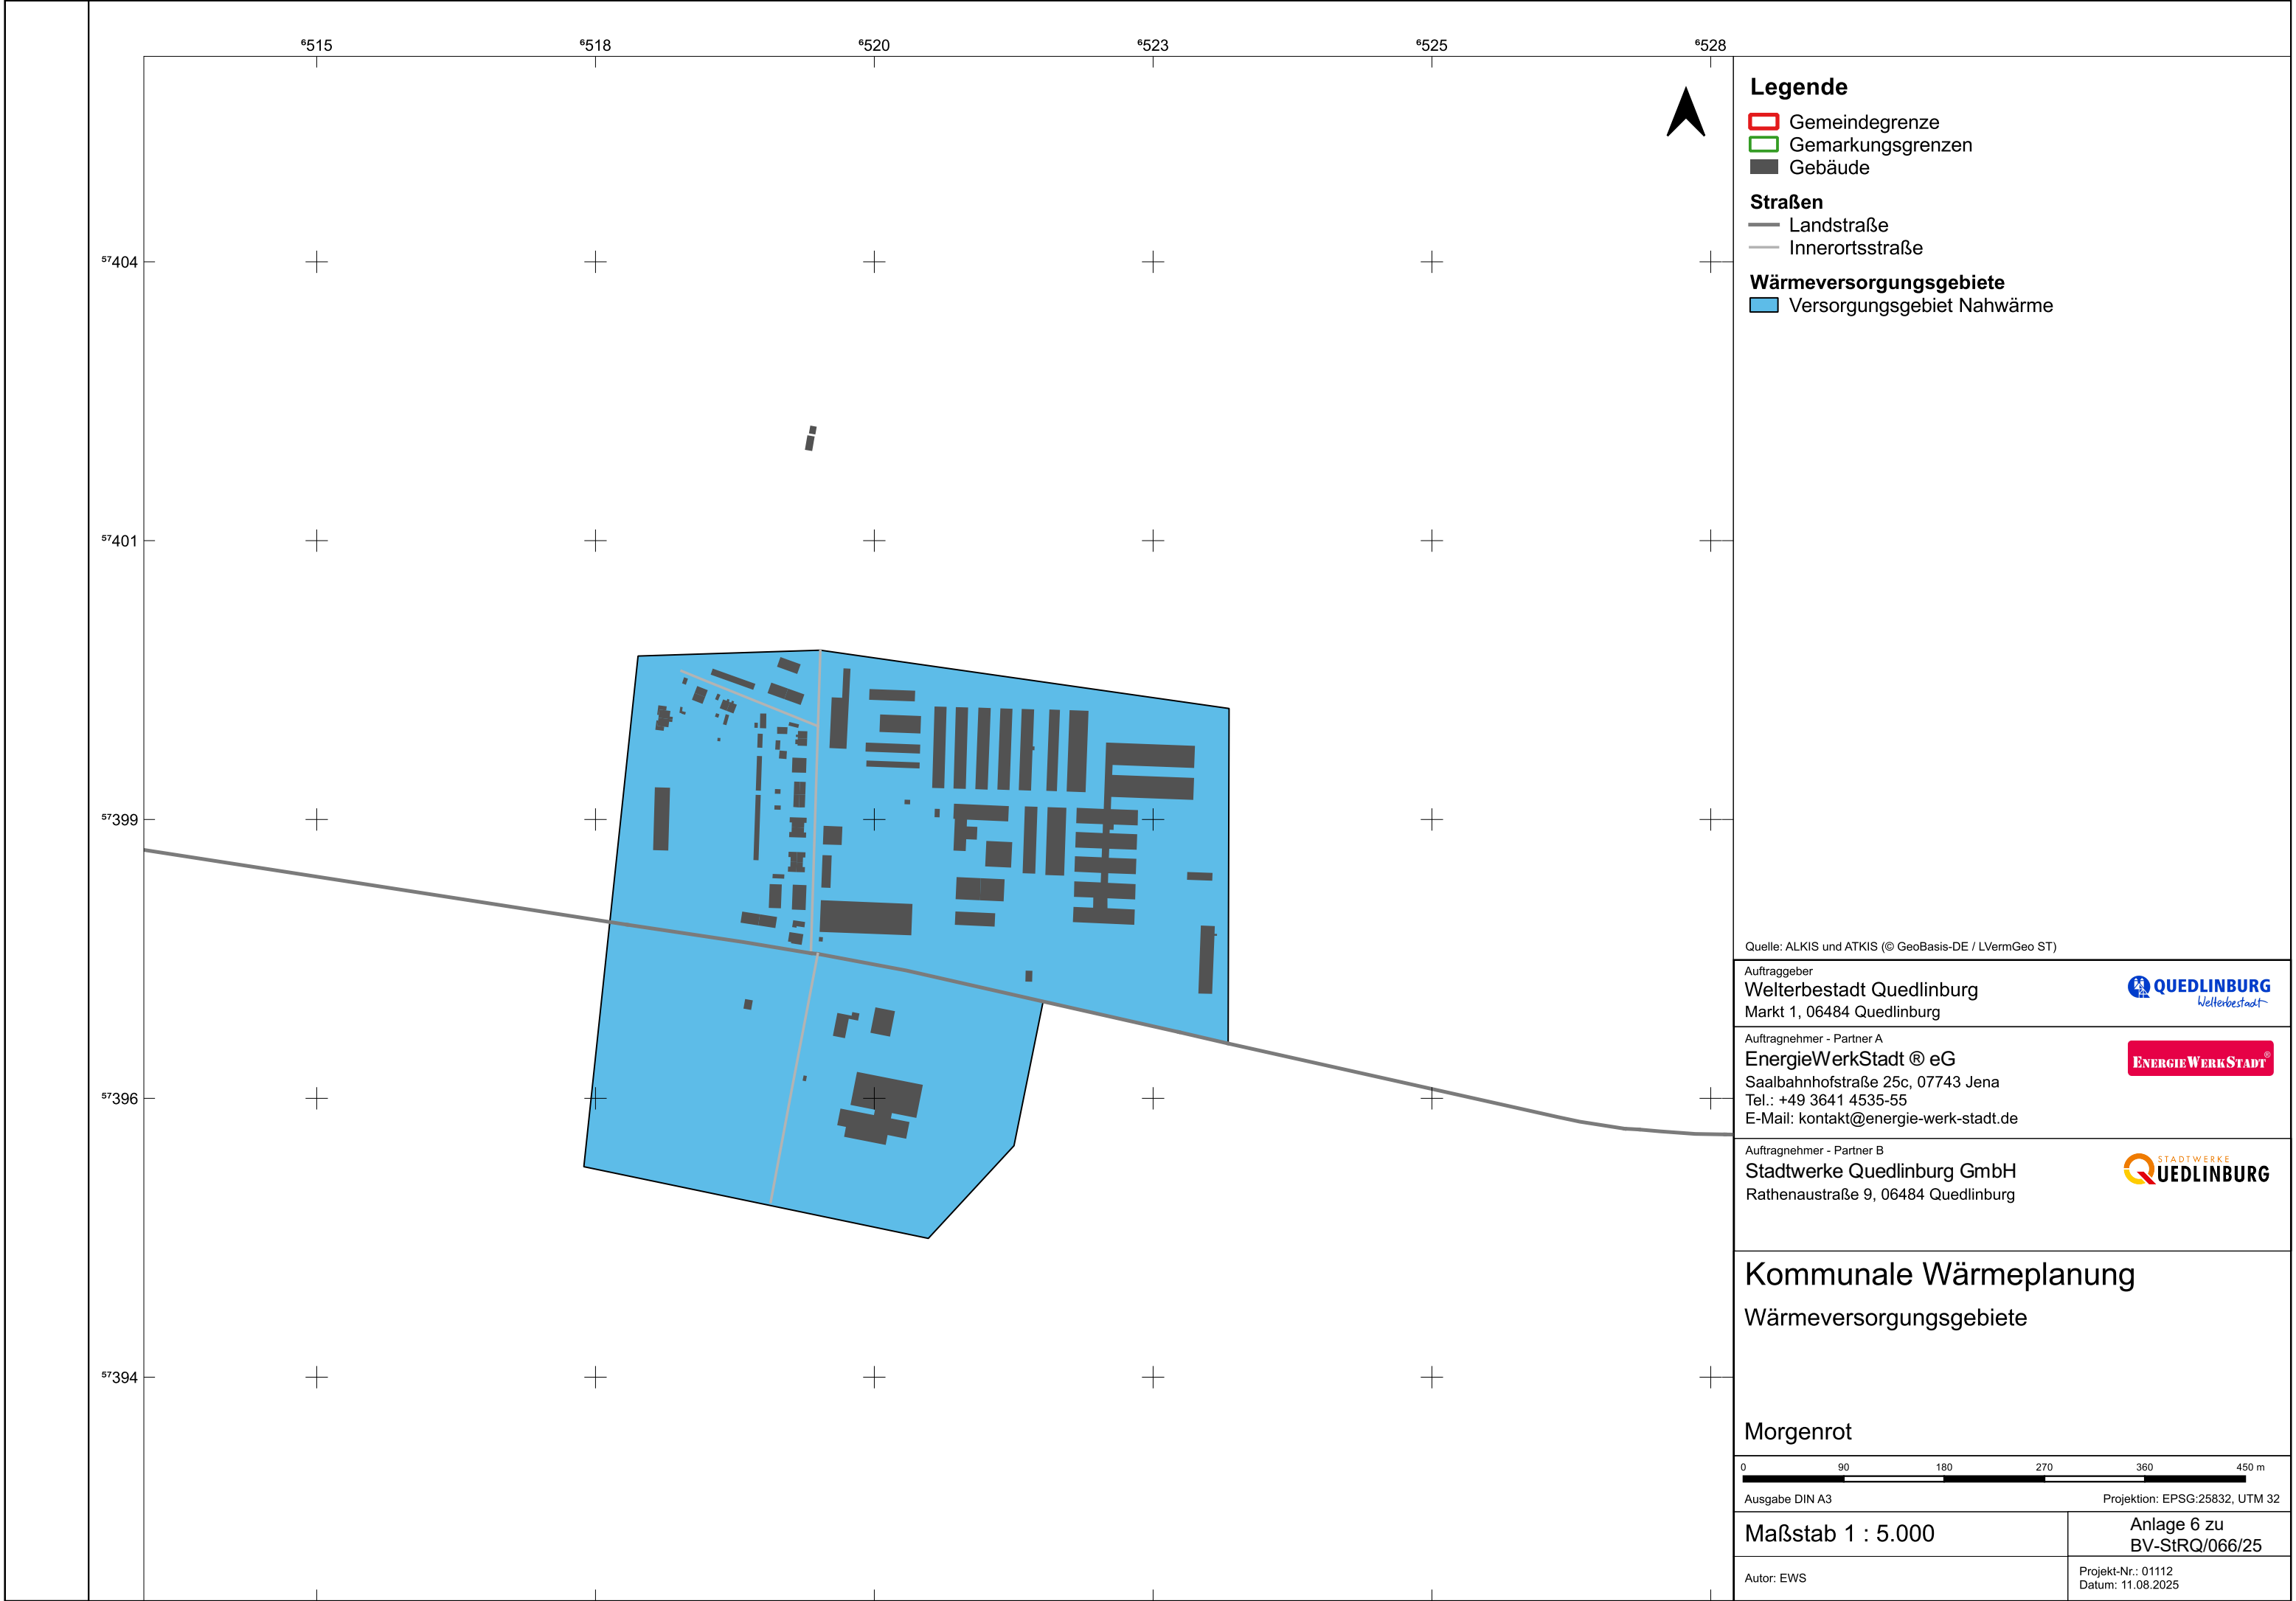 ⁶515 ⁶518 ⁶520 ⁶523 ⁶525 ⁶528
⁵⁷404
⁵⁷401
⁵⁷399
⁵⁷396
⁵⁷394
Legende
Gemeindegrenze
Gemarkungsgrenzen
Gebäude
Straßen
Landstraße
Innerortsstraße
Wärmeversorgungsgebiete
Versorgungsgebiet Nahwärme
Quelle: ALKIS und ATKIS (© GeoBasis-DE / LVermGeo ST)
Auftraggeber
Welterbestadt Quedlinburg
Markt 1, 06484 Quedlinburg
QUEDLINBURG
Welterbestadt
Auftragnehmer - Partner A
EnergieWerkStadt ® eG
Saalbahnhofstraße 25c, 07743 Jena
Tel.: +49 3641 4535-55
E-Mail: kontakt@energie-werk-stadt.de
ENERGIEWERKSTADT®
Auftragnehmer - Partner B
Stadtwerke Quedlinburg GmbH
Rathenaustraße 9, 06484 Quedlinburg
STADTWERKE
QUEDLINBURG
Kommunale Wärmeplanung
Wärmeversorgungsgebiete
Morgenrot
0 90 180 270 360 450 m
Ausgabe DIN A3 Projektion: EPSG:25832, UTM 32
Maßstab 1 : 5.000
Anlage 6 zu
BV-StRQ/066/25
Autor: EWS
Projekt-Nr.: 01112
Datum: 11.08.2025